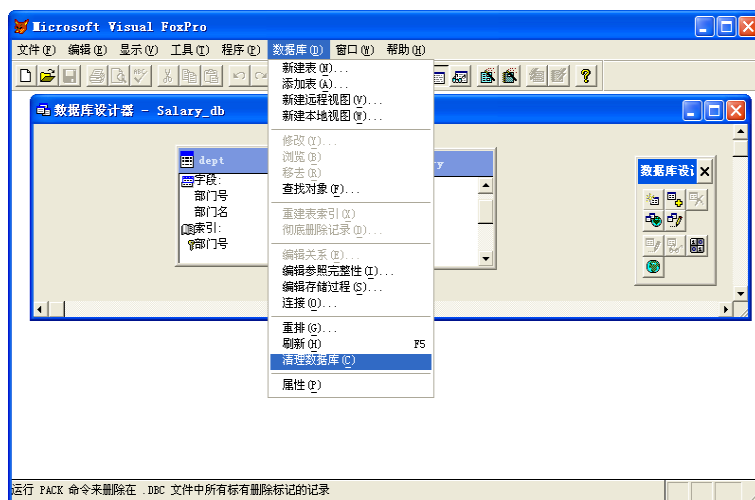 Microsoft Visual FoxPro
文件(F) 编辑(E) 显示(V) 工具(T) 程序(P) 数据库(D) 窗口(W) 帮助(H)
数据库设计器 - Salary_db
新建表(N)...
添加表(A)...
新建远程视图(V)...
新建本地视图(W)...
修改(Y)...
浏览(B)
移去(R)
查找对象(F)...
重建表索引(X)
彻底删除记录(D)...
编辑关系(E)...
编辑参照完整性(I)...
编辑存储过程(S)...
连接(O)...
重排(G)...
刷新(H) F5
清理数据库(C)
属性(P)
dept
字段:
部门号
部门名
索引:
部门号
ry
数据库设计
运行 PACK 命令来删除在 .DBC 文件中所有标有删除标记的记录